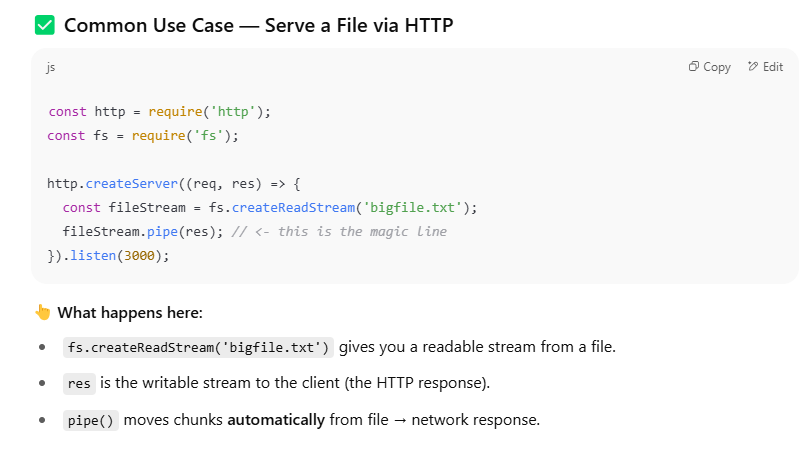 ✅ Common Use Case — Serve a File via HTTP
js
Copy Edit
const http = require('http');
const fs = require('fs');
http.createServer((req, res) => {
const fileStream = fs.createReadStream('bigfile.txt');
fileStream.pipe(res); // <- this is the magic line
}).listen(3000);
👆 What happens here:
• fs.createReadStream('bigfile.txt') gives you a readable stream from a file.
• res is the writable stream to the client (the HTTP response).
• pipe() moves chunks automatically from file → network response.